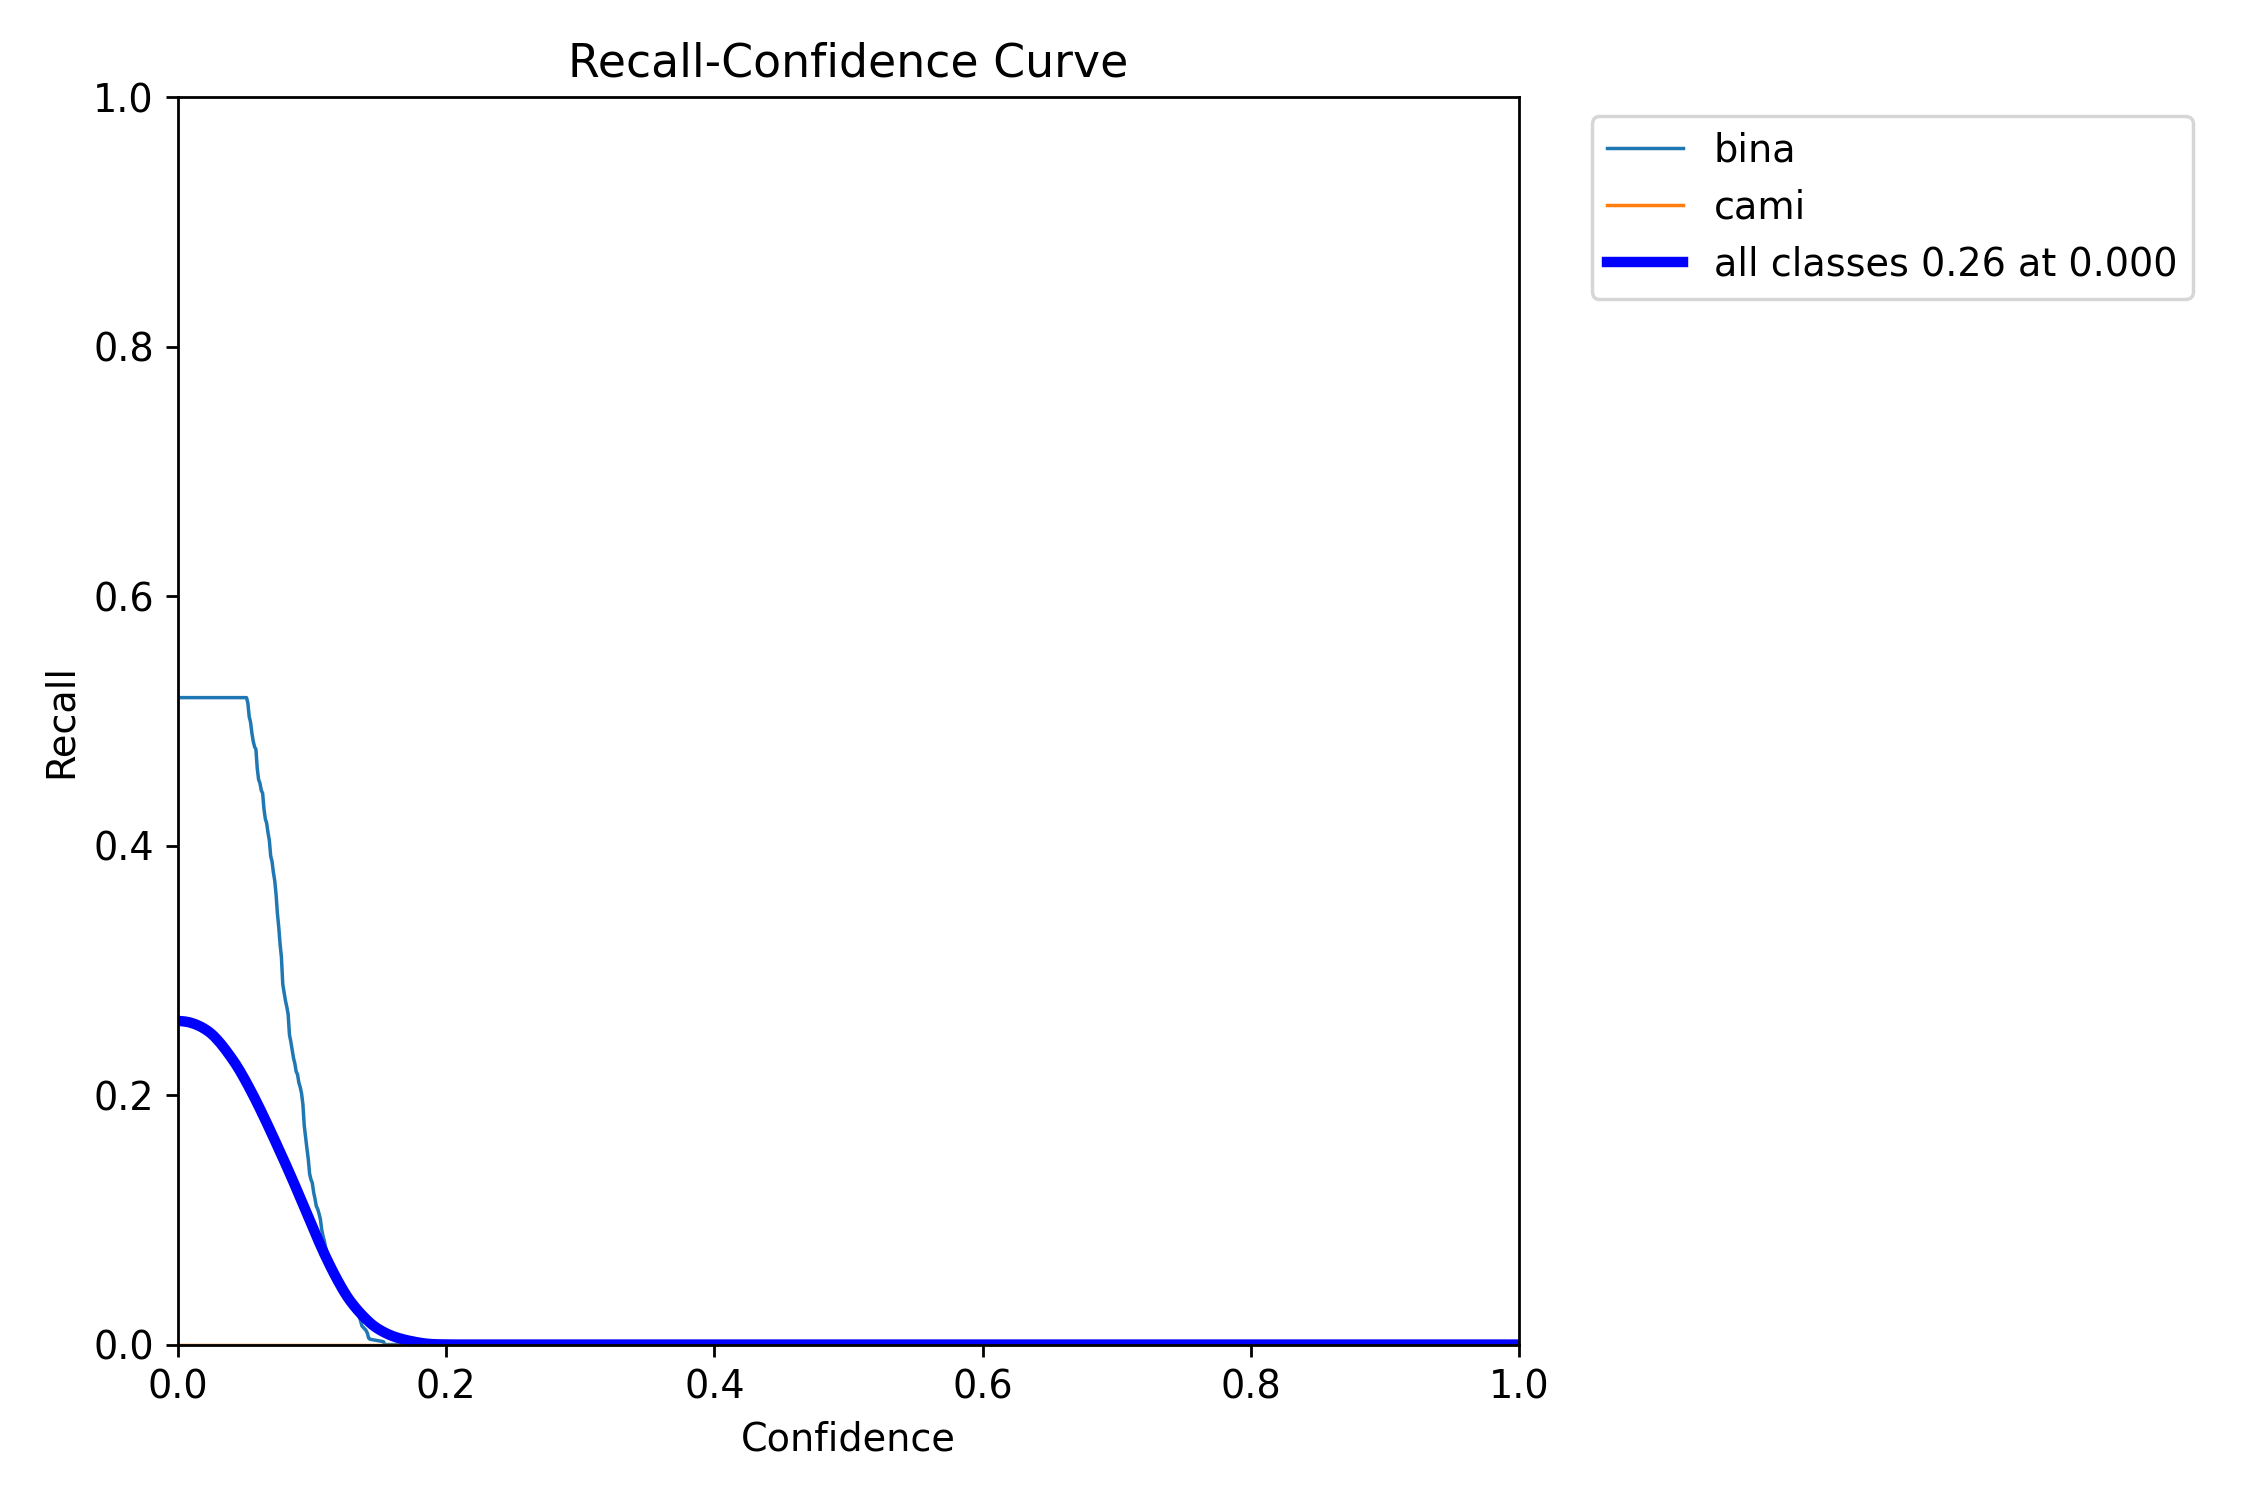 Recall-Confidence Curve
1.0
0.8
0.6
0.4
0.2
0.0
Recall
0.0 0.2 0.4 0.6 0.8 1.0
Confidence
bina
cami
all classes 0.26 at 0.000